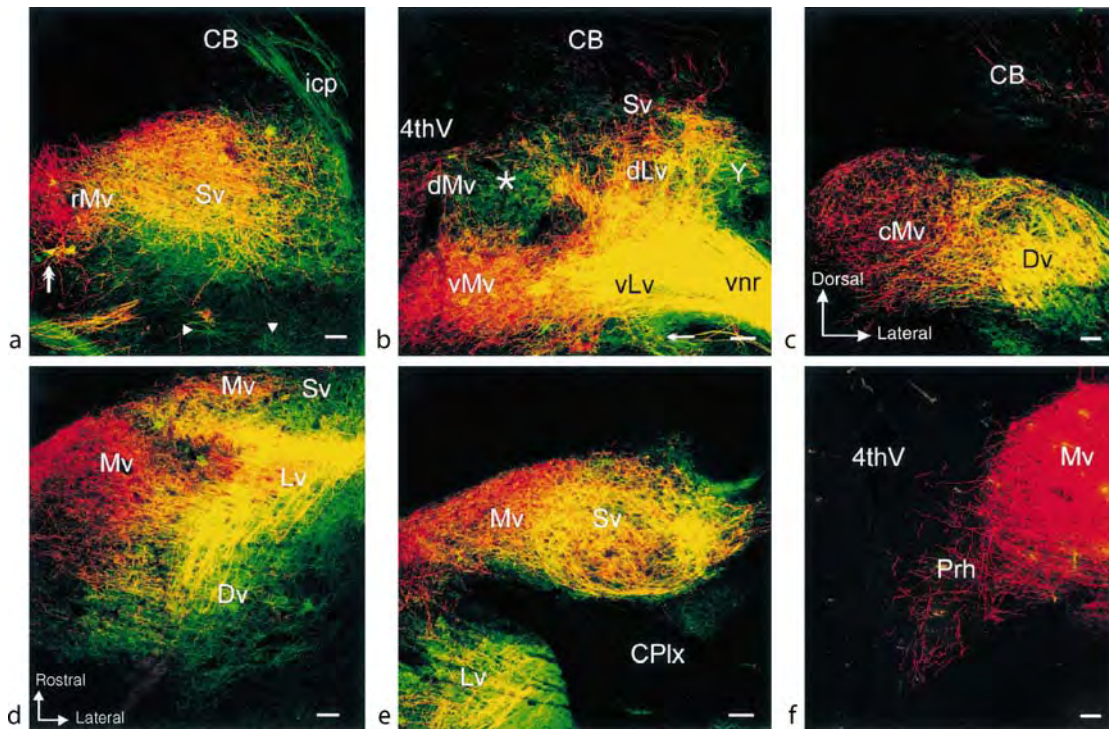 CB
icp
rMv
Sv
a
CB
Sv
4thV
dMv
*
dLv
Y
vMv
vLv
vnr
b
CB
cMv
Dv
Dorsal
Lateral
c
Mv
Sv
Mv
Lv
Dv
Rostral
Lateral
d
Mv
Sv
CPlx
Lv
e
4thV
Mv
Prh
f